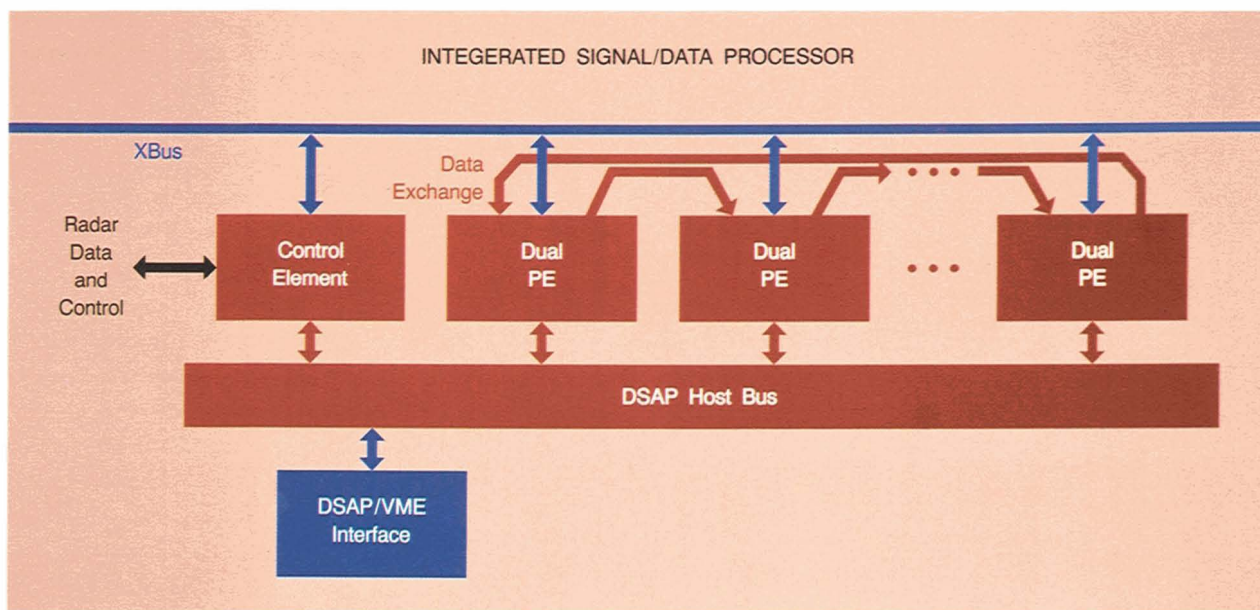 INTEGERATED SIGNAL/DATA PROCESSOR
XBus
Data
Exchange
Radar
Data
and
Control
Control
Element
Dual
PE
Dual
PE
Dual
PE
DSAP Host Bus
DSAP/VME
Interface